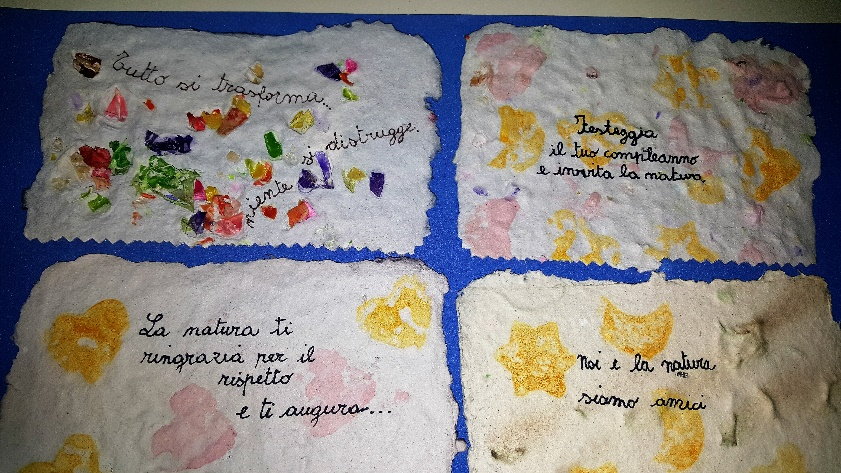 Tutto si trasforma...
niente si distrugge.
Festeggia
il tuo compleanno
e invita la natura
La natura ti
ringrazia per il
rispetto
e ti augura...
Noi e la natura
siamo amici